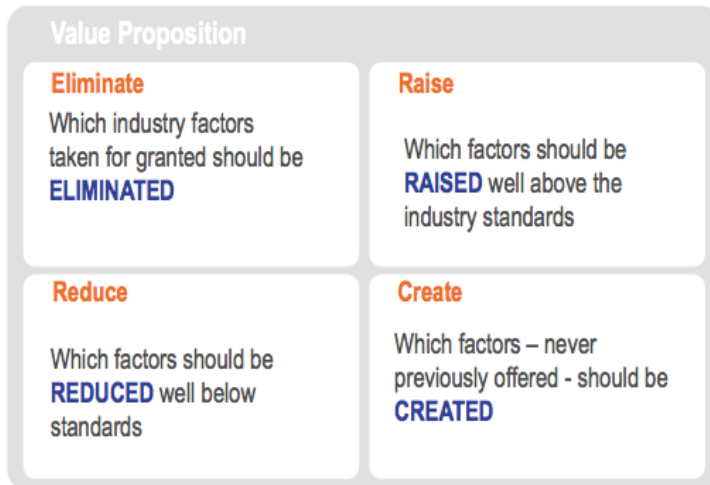 Value Proposition
Eliminate
Which industry factors
taken for granted should be
ELIMINATED
Raise
Which factors should be
RAISED well above the
industry standards
Reduce
Which factors should be
REDUCED well below
standards
Create
Which factors – never
previously offered - should be
CREATED